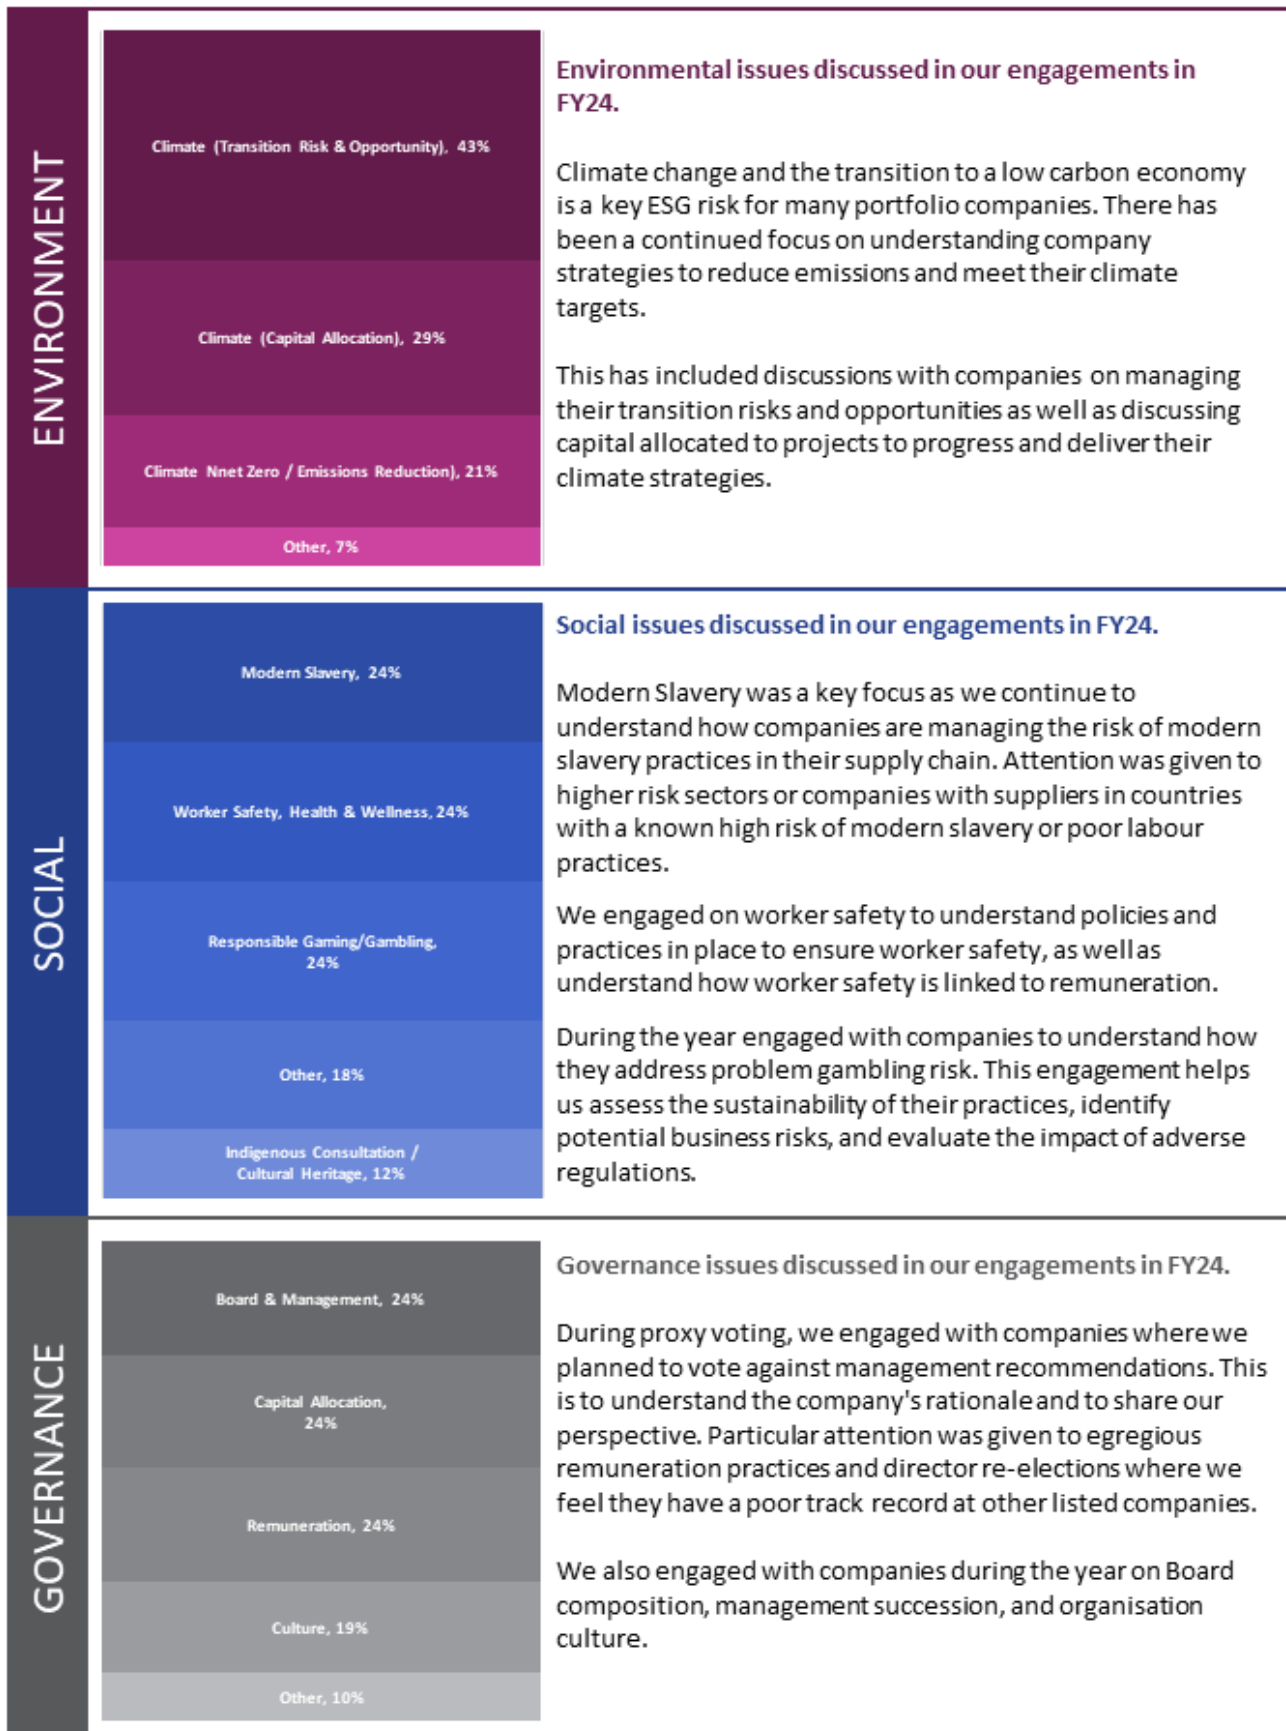 ENVIRONMENT
Climate (Transition Risk & Opportunity), 43%
Climate (Capital Allocation), 29%
Climate Nnet Zero / Emissions Reduction), 21%
Other, 7%
Environmental issues discussed in our engagements in
FY24.
Climate change and the transition to a low carbon economy
is a key ESG risk for many portfolio companies. There has
been a continued focus on understanding company
strategies to reduce emissions and meet their climate
targets.
This has included discussions with companies on managing
their transition risks and opportunities as well as discussing
capital allocated to projects to progress and deliver their
climate strategies.
SOCIAL
Modern Slavery, 24%
Worker Safety, Health & Wellness, 24%
Responsible Gaming/Gambling,
24%
Other, 18%
Indigenous Consultation /
Cultural Heritage, 12%
Social issues discussed in our engagements in FY24.
Modern Slavery was a key focus as we continue to
understand how companies are managing the risk of modern
slavery practices in their supply chain. Attention was given to
higher risk sectors or companies with suppliers in countries
with a known high risk of modern slavery or poor labour
practices.
We engaged on worker safety to understand policies and
practices in place to ensure worker safety, as well as
understand how worker safety is linked to remuneration.
During the year engaged with companies to understand how
they address problem gambling risk. This engagement helps
us assess the sustainability of their practices, identify
potential business risks, and evaluate the impact of adverse
regulations.
GOVERNANCE
Board & Management, 24%
Capital Allocation,
24%
Remuneration, 24%
Culture, 19%
Other, 10%
Governance issues discussed in our engagements in FY24.
During proxy voting, we engaged with companies where we
planned to vote against management recommendations. This
is to understand the company's rationale and to share our
perspective. Particular attention was given to egregious
remuneration practices and director re-elections where we
feel they have a poor track record at other listed companies.
We also engaged with companies during the year on Board
composition, management succession, and organisation
culture.